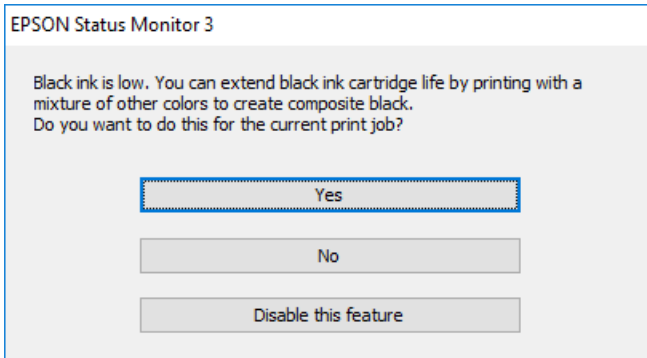 EPSON Status Monitor 3
Black ink is low. You can extend black ink cartridge life by printing with a
mixture of other colors to create composite black.
Do you want to do this for the current print job?
Yes
No
Disable this feature